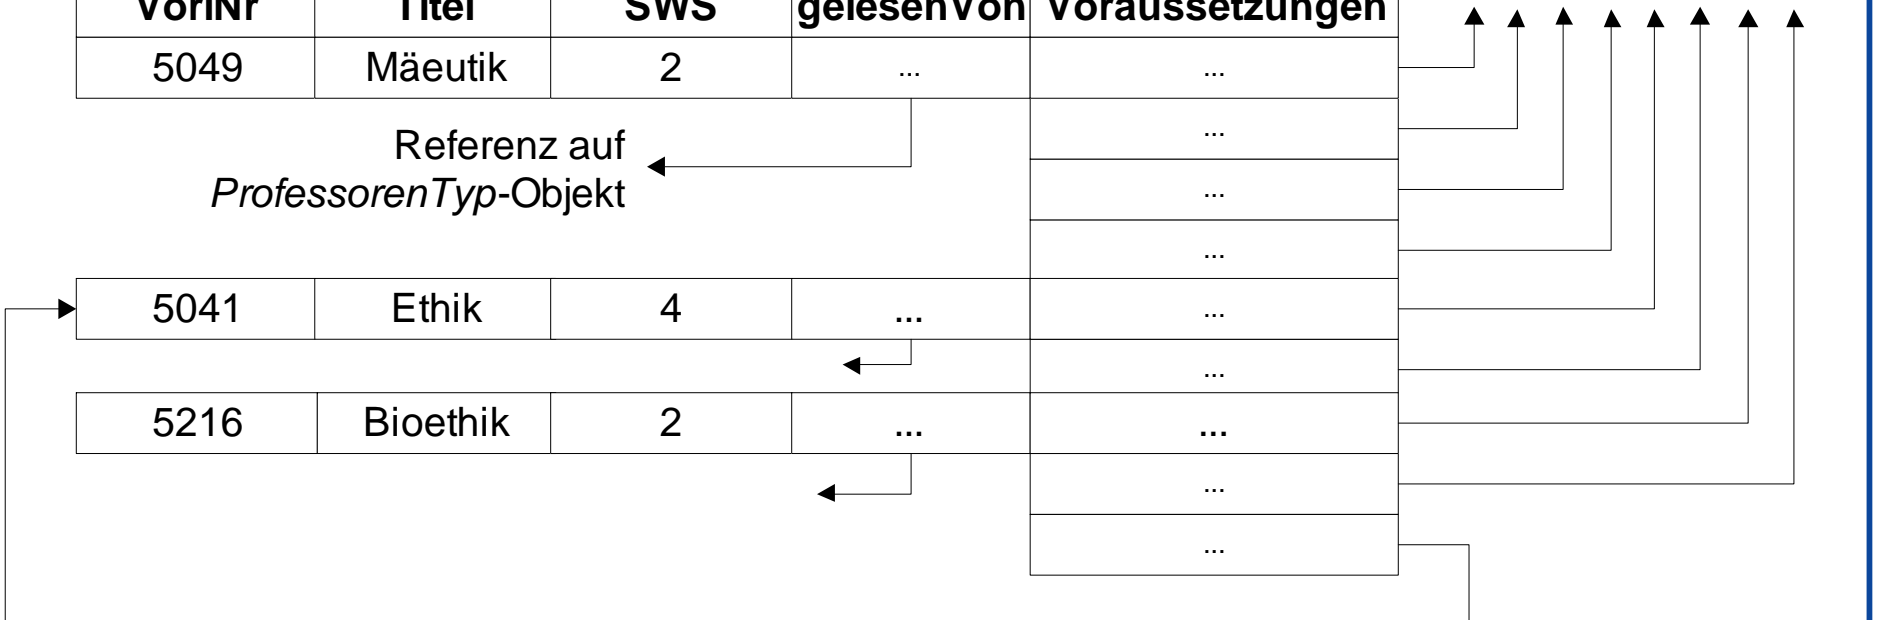 VorlNr Titel SWS gelesenVon Voraussetzungen
5049 Mäeutik 2 ... ...
...
Referenz auf
ProfessorenTyp-Objekt
...
...
5041 Ethik 4 ... ...
...
5216 Bioethik 2 ... ...
...
...